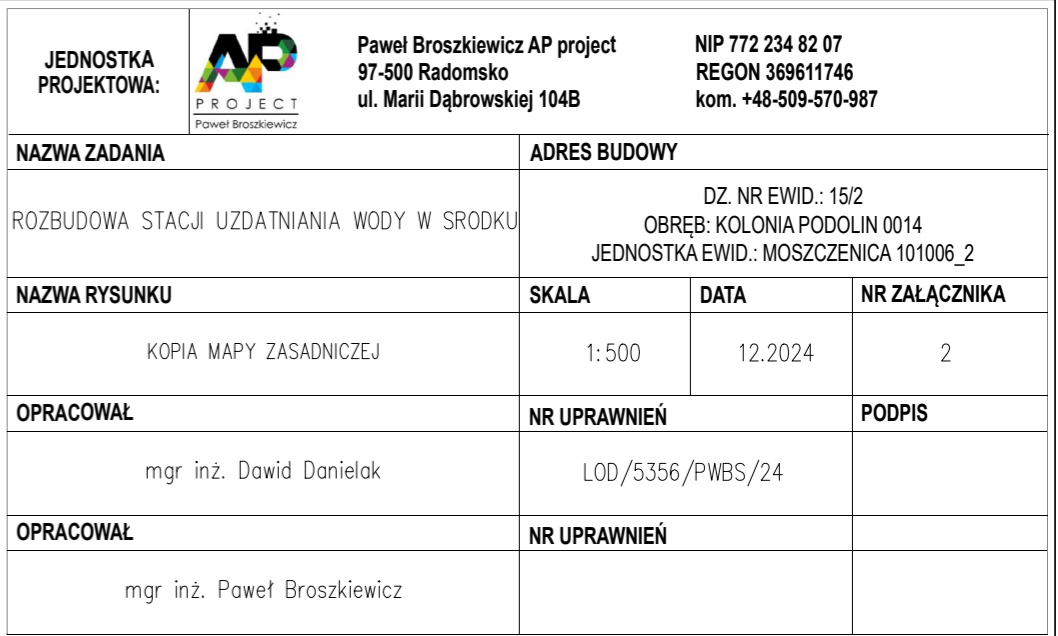 JEDNOSTKA
PROJEKTOWA:
AP
PROJECT
Paweł Broszkiewicz
Paweł Broszkiewicz AP project
97-500 Radomsko
ul. Marii Dąbrowskiej 104B
NIP 772 234 82 07
REGON 369611746
kom. +48-509-570-987
NAZWA ZADANIA
ADRES BUDOWY
ROZBUDOWA STACJI UZDATNIANIA WODY W SRODKU
DZ. NR EWID.: 15/2
OBRĘB: KOLONIA PODOLIN 0014
JEDNOSTKA EWID.: MOSZCZENICA 101006_2
NAZWA RYSUNKU
SKALA
DATA
NR ZAŁĄCZNIKA
KOPIA MAPY ZASADNICZEJ
1:500
12.2024
2
OPRACOWAŁ
NR UPRAWNIEŃ
PODPIS
mgr inż. Dawid Danielak
LOD/5356/PWBS/24
OPRACOWAŁ
NR UPRAWNIEŃ
mgr inż. Paweł Broszkiewicz